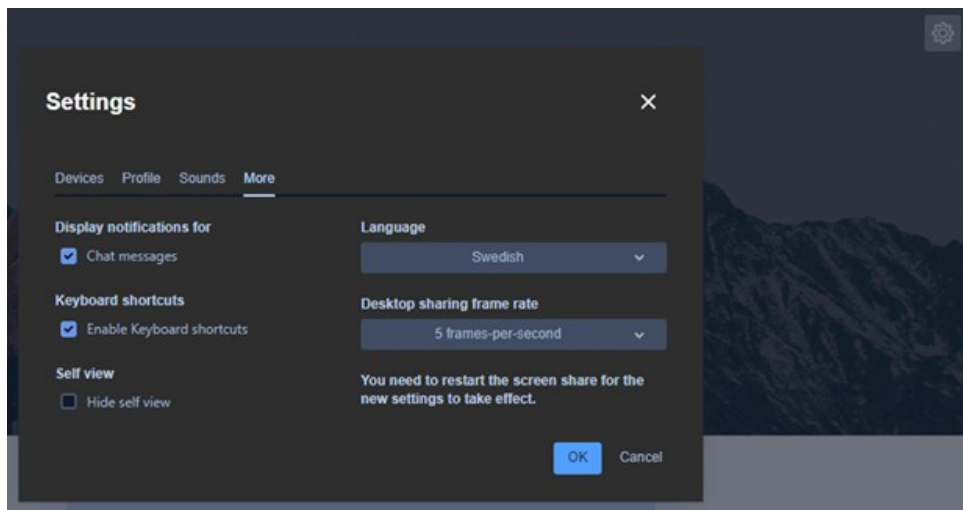 Settings
Devices Profile Sounds More
Display notifications for
Chat messages
Keyboard shortcuts
Enable Keyboard shortcuts
Self view
Hide self view
Language
Swedish
Desktop sharing frame rate
5 frames-per-second
You need to restart the screen share for the
new settings to take effect.
OK Cancel